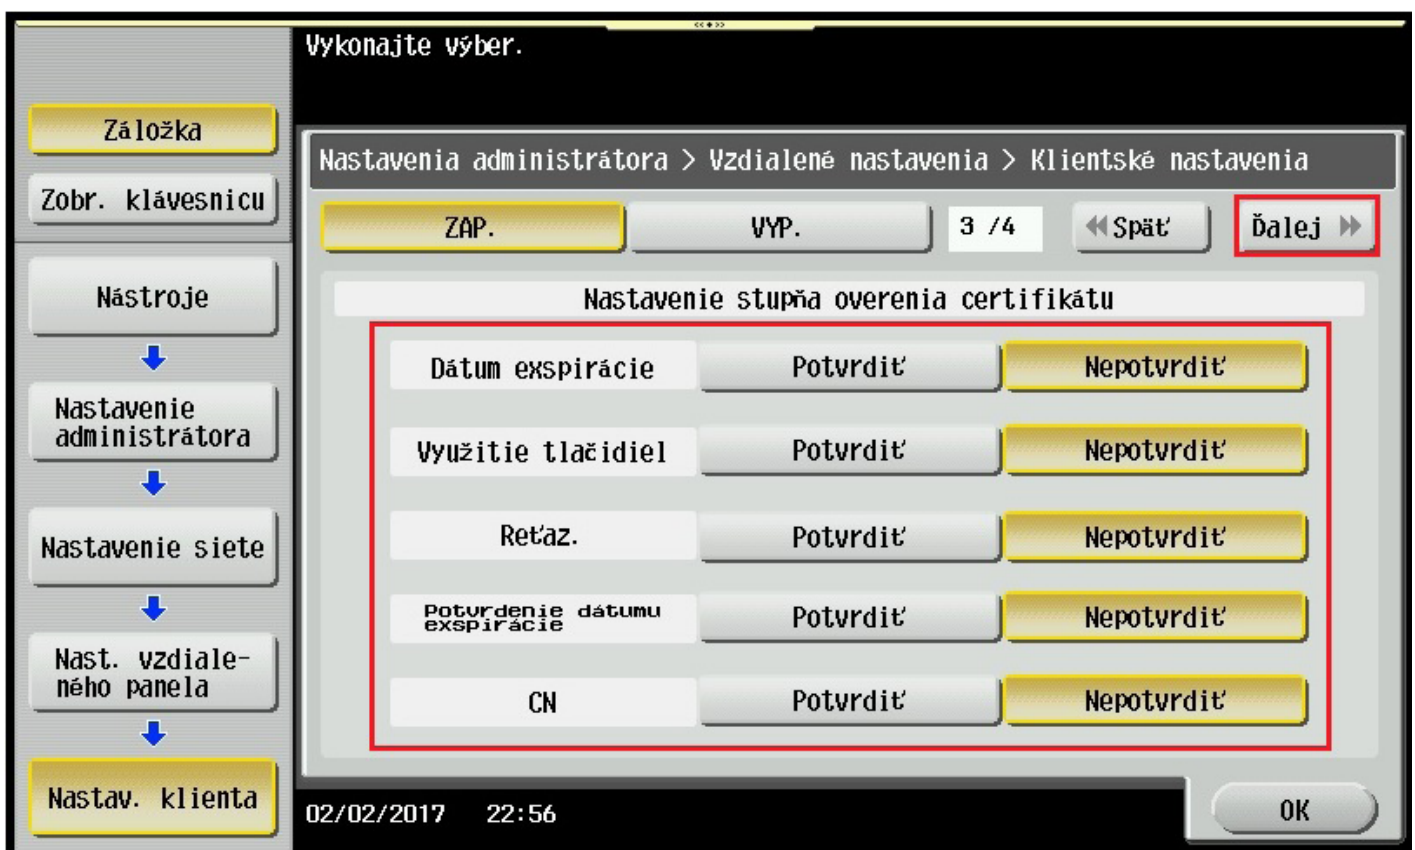 Vykonajte výber.
Záložka
Zobr. klávesnicu
Nástroje
Nastavenie
administrátora
Nastavenie siete
Nast. vzdiale-
ného panela
Nastav. klienta
Nastavenia administrátora > Vzdialené nastavenia > Klientské nastavenia
ZAP. VYP. 3 /4 Späť Ďalej
Nastavenie stupňa overenia certifikátu
Dátum exspirácie Potvrdiť Nepotvrdiť
Využitie tlačidiel Potvrdiť Nepotvrdiť
Reťaz. Potvrdiť Nepotvrdiť
Potvrdenie dátumu
exspirácie Potvrdiť Nepotvrdiť
CN Potvrdiť Nepotvrdiť
02/02/2017 22:56 OK